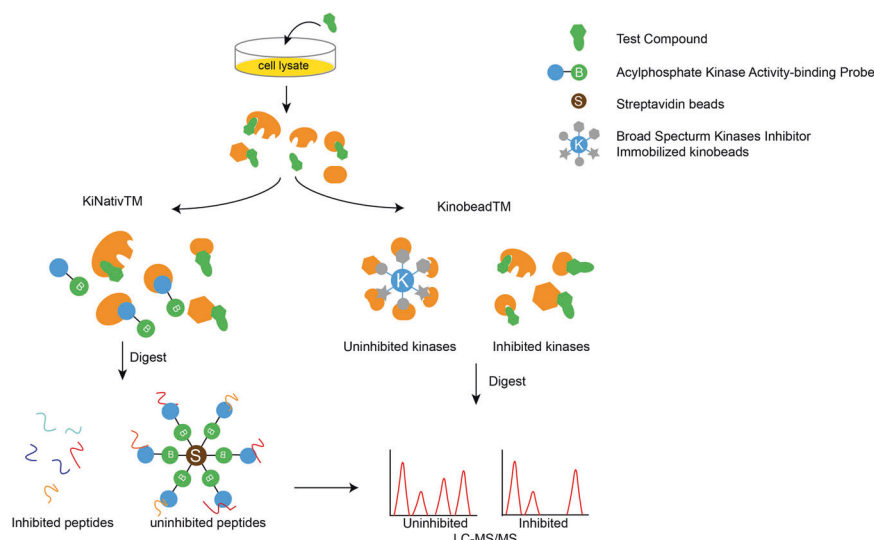 Test Compound
cell lysate
B
Acylphosphate Kinase Activity-binding Probe
S
Streptavidin beads
K
Broad Specturm Kinases Inhibitor
Immobilized kinobeads
KiNativTM
KinobeadTM
B
B
B
K
Uninhibited kinases
Inhibited kinases
Digest
Digest
B
B
B
S
B
B
B
Inhibited peptides
uninhibited peptides
Uninhibited
Inhibited
LC-MS/MS